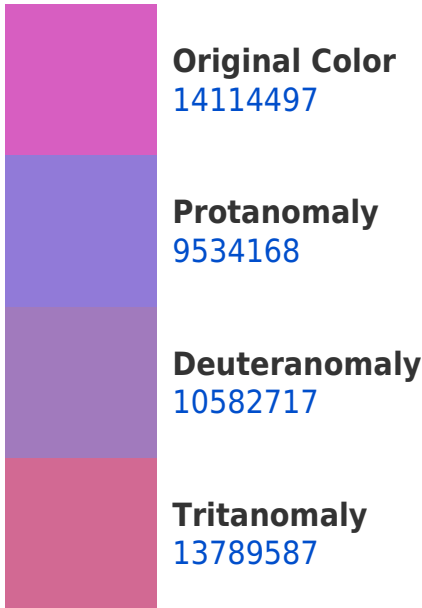 Original Color
14114497
Protanomaly
9534168
Deuteranomaly
10582717
Tritanomaly
13789587